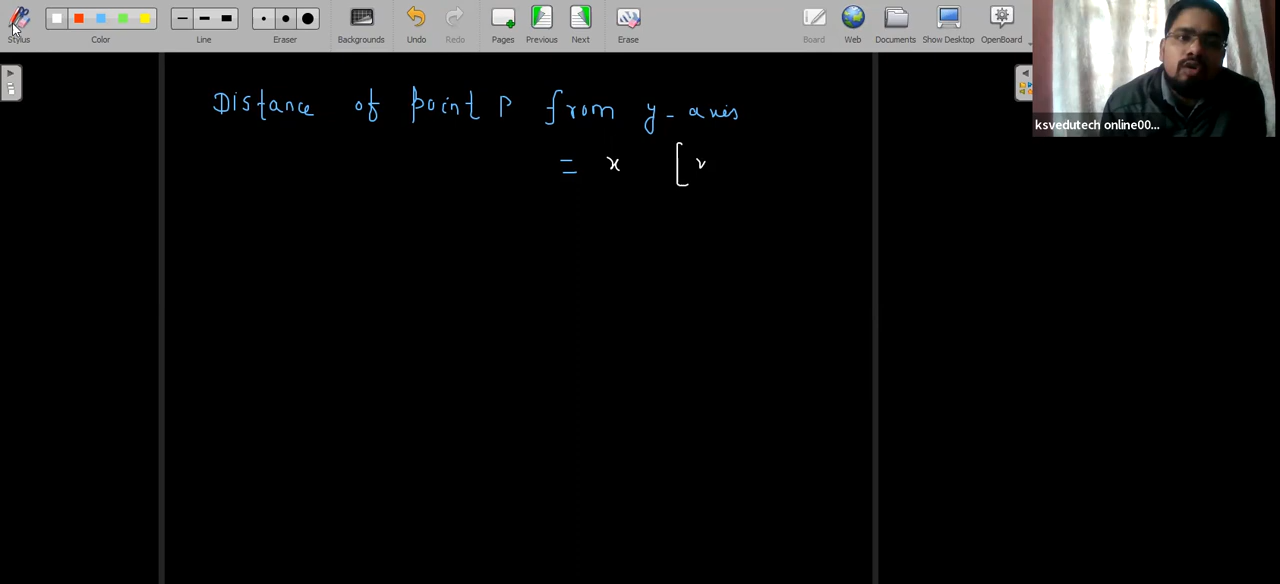 Stylus Color Line Eraser Backgrounds Undo Redo Pages Previous Next Erase Board Web Documents Show Desktop OpenBoard
ksvedutech online00...
Distance of point P from y-axis
= x [